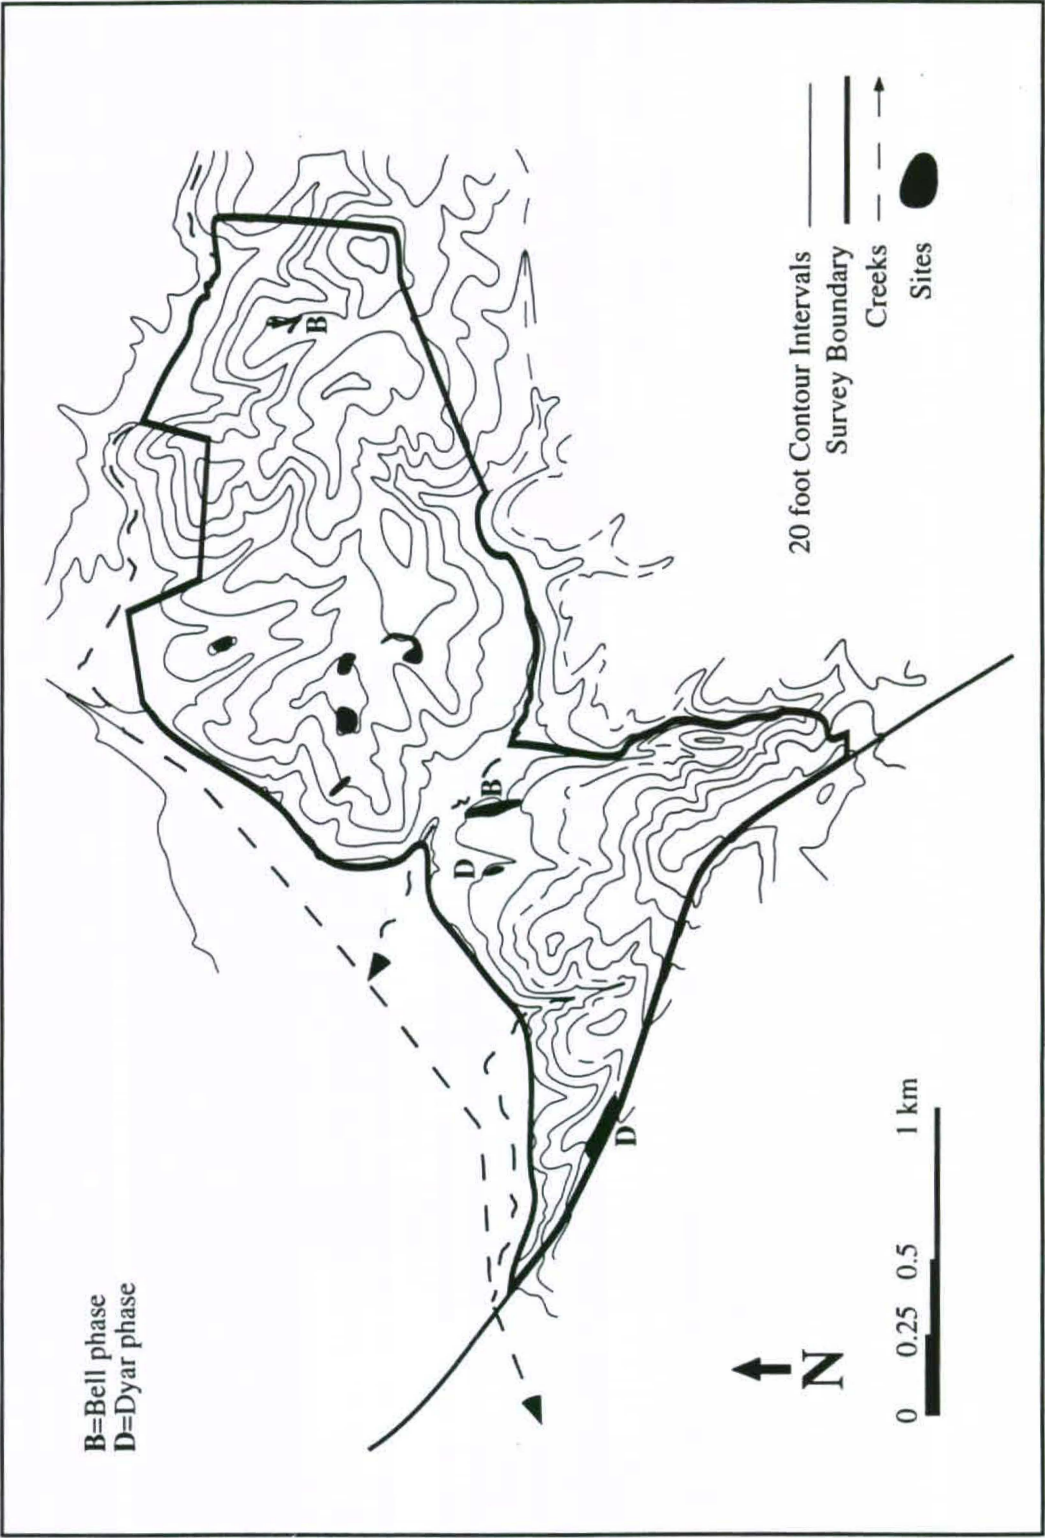 B=Bell phase
D=Dyar phase
B
B
D
D
20 foot Contour Intervals
Survey Boundary
Creeks
Sites
N
0 0.25 0.5 1 km